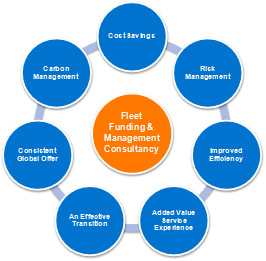 Cost Savings
Risk
Management
Improved
Efficiency
Added Value
Service
Experience
An Effective
Transition
Consistent
Global Offer
Carbon
Management
Fleet
Funding &
Management
Consultancy